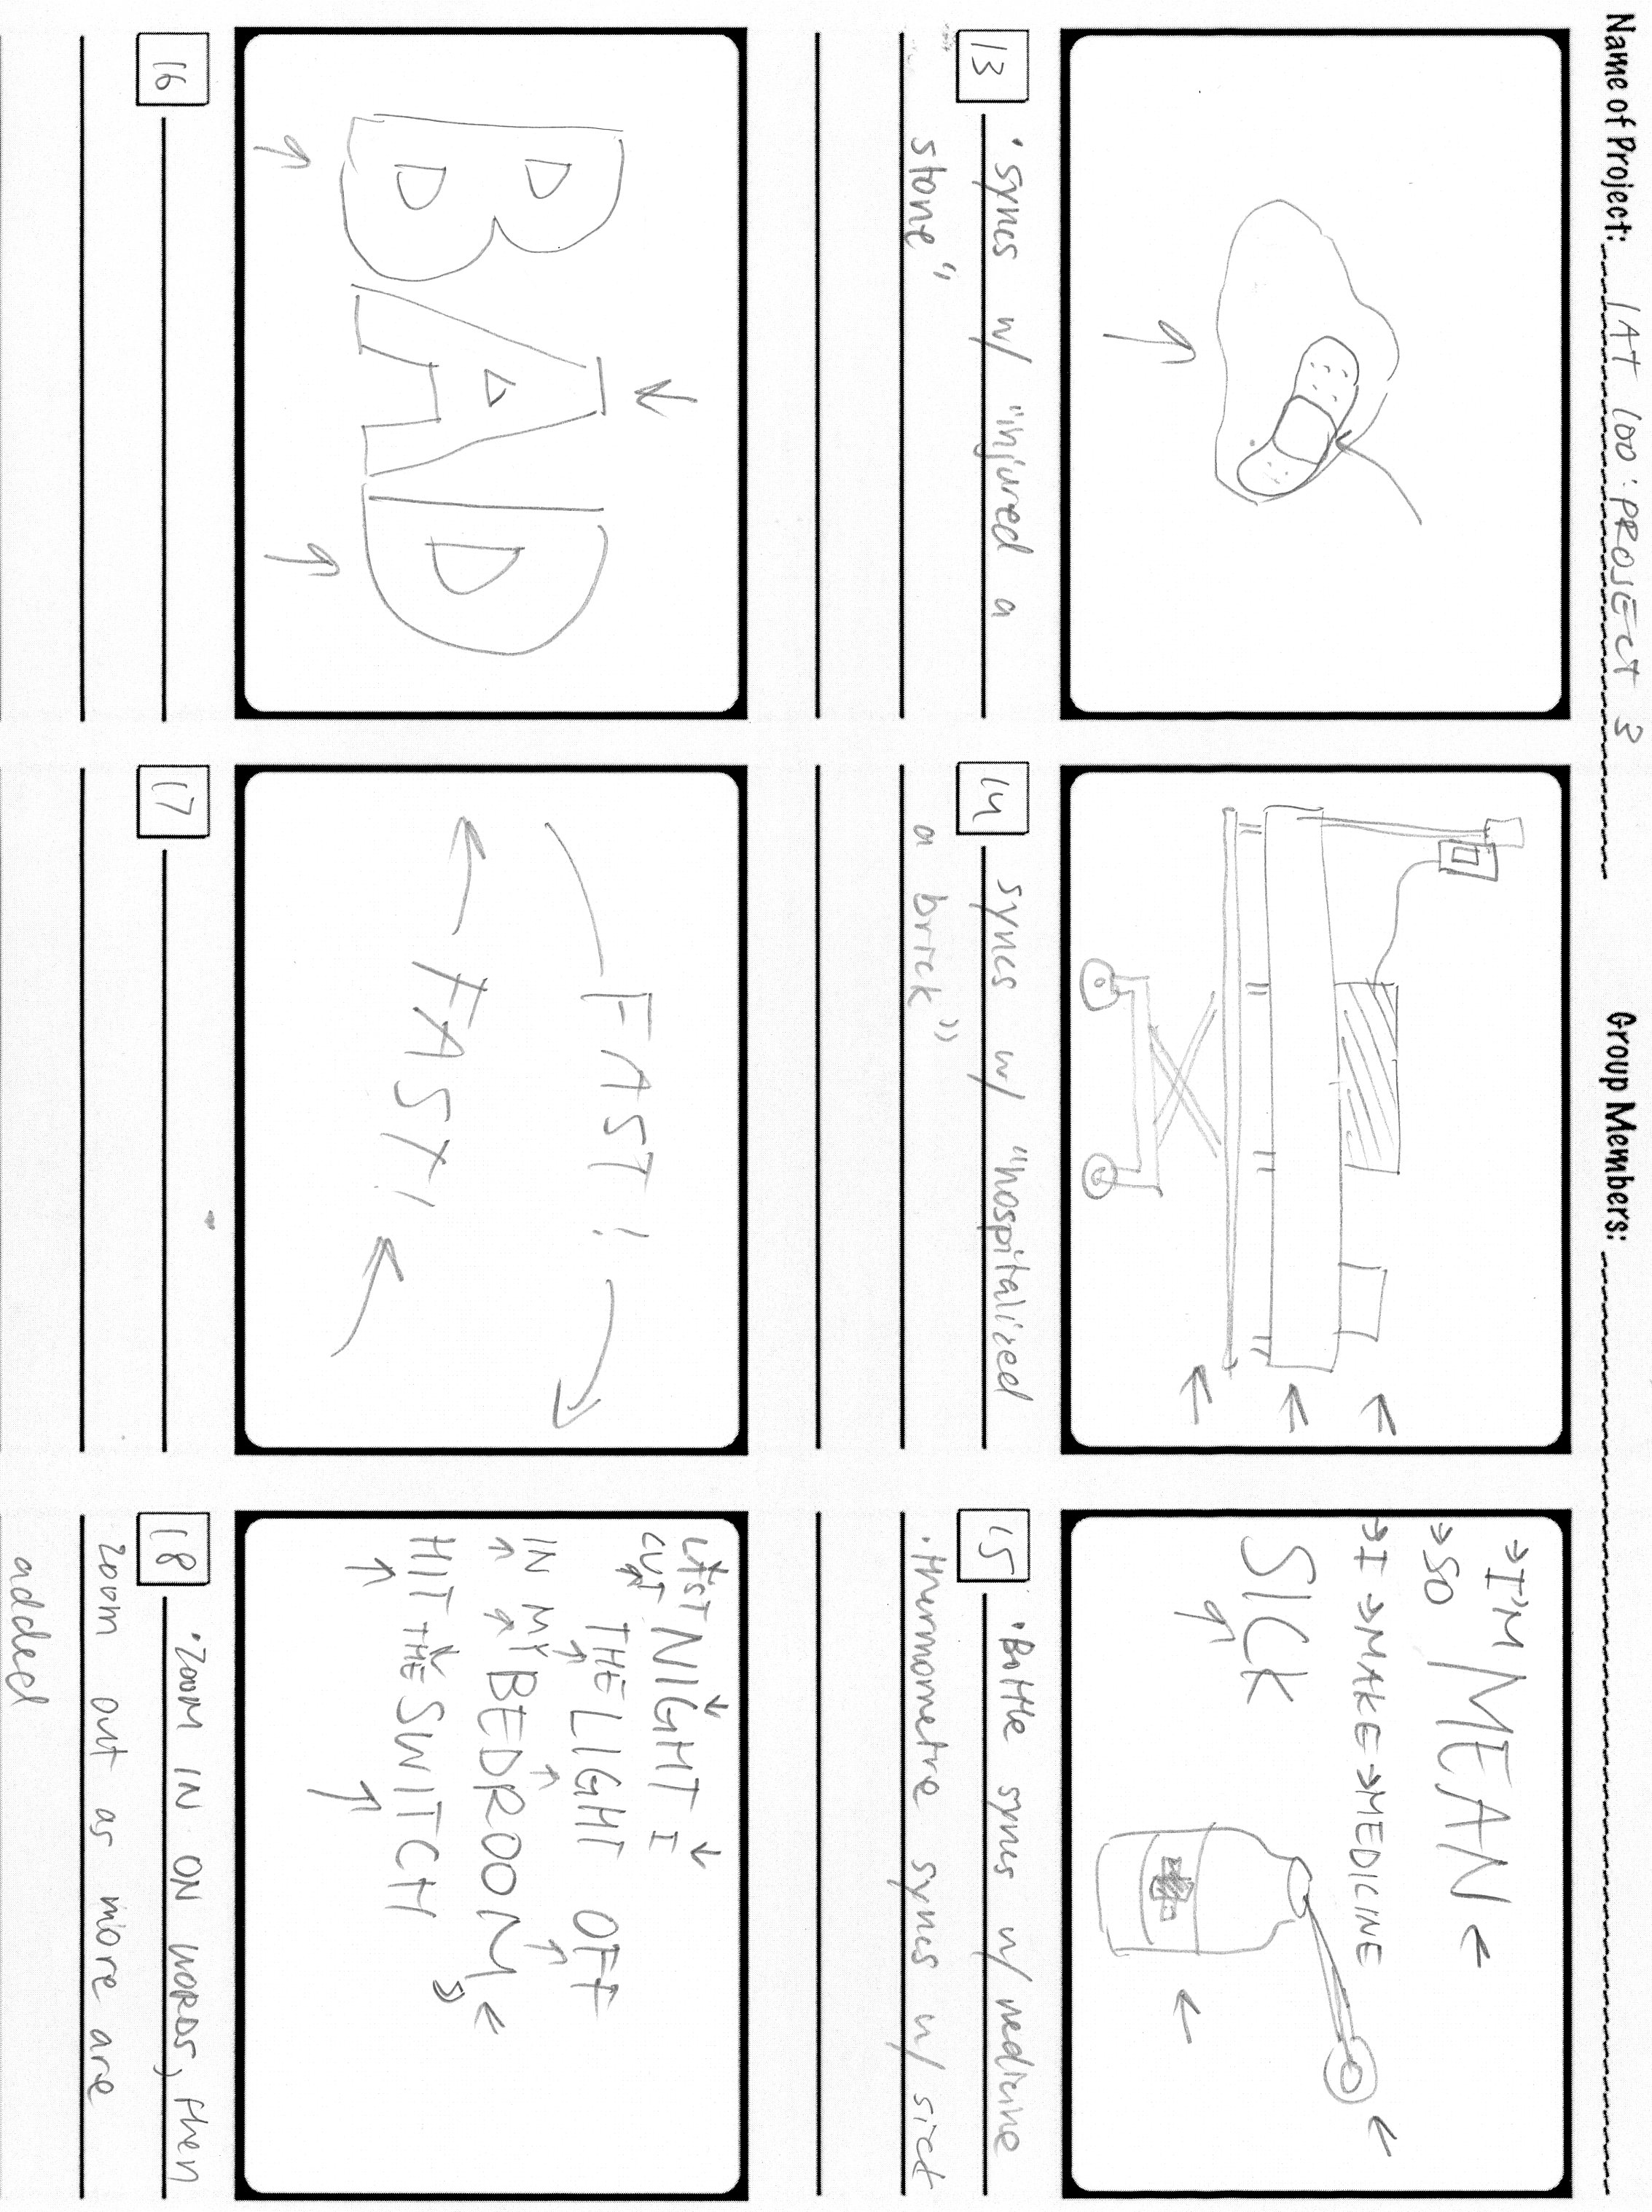 Name of Project: IAT 100: PROJECT 3
Group Members:
→I'M MEAN ←
→SO
→I →MAKE →MEDICINE
SICK
13 • syncs w/ "injured a
stone"
14 syncs w/ "hospitalized
a brick"
15 • Bottle syncs w/ medicine
• thermometre syncs w/ sick
BAD
FAST!
FAST!
LAST NIGHT I
CUT
THE LIGHT OFF
IN MY BEDROOM,
HIT THE SWITCH
16
17
18 • ZOOM IN ON WORDS, then
zoom out as more are
added